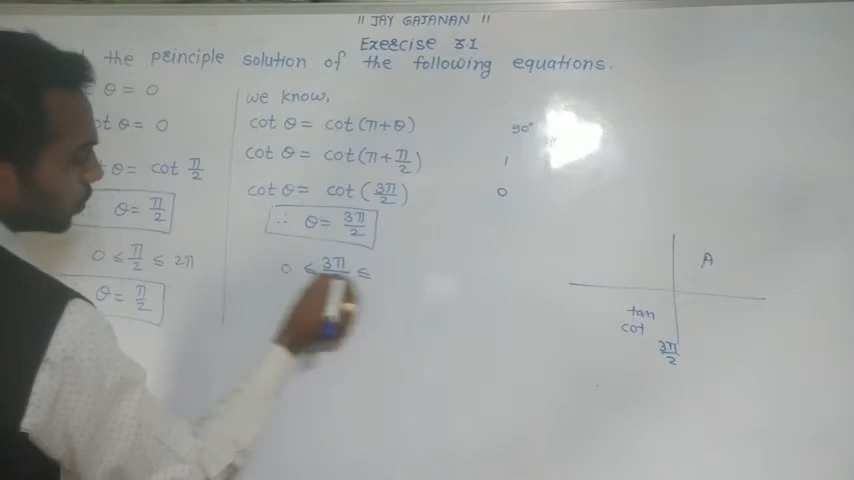 ॥ JAY GAJANAN ॥
Exercise 3.1
the principle solution of the following equations.
θ = 0
ot θ = 0
θ = cot π/2
θ = π/2
0 ≤ π/2 ≤ 2π
θ = π/2
we know,
cot θ = cot (π+θ)
cot θ = cot (π + π/2)
cot θ = cot (3π/2)
∴ θ = 3π/2
0 ≤ 3π ≤
90°
1
0
A
tan
cot
3π/2